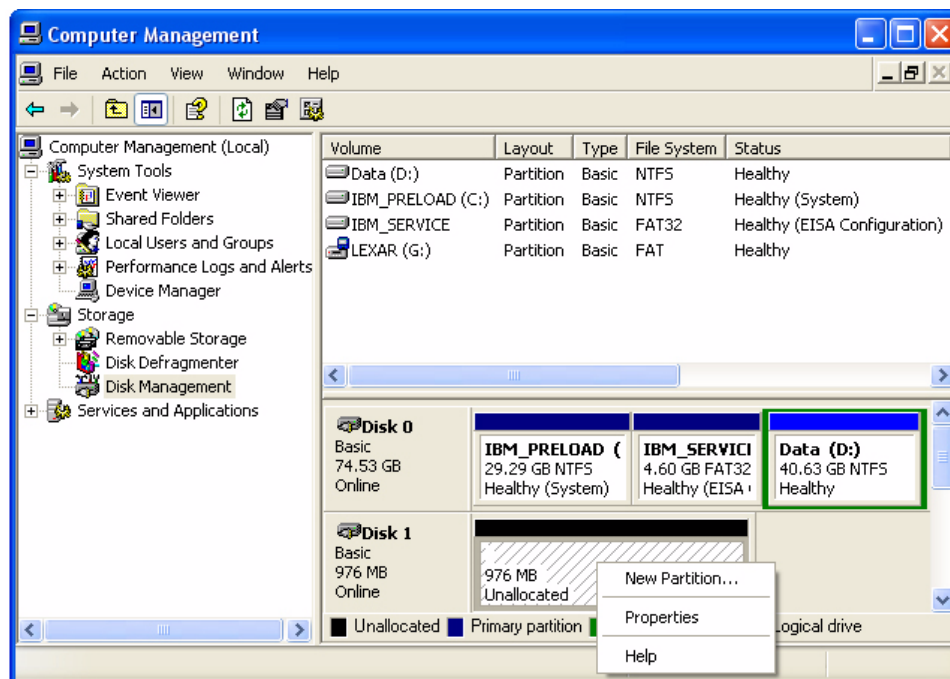 Computer Management
File Action View Window Help
Computer Management (Local)
System Tools
Event Viewer
Shared Folders
Local Users and Groups
Performance Logs and Alerts
Device Manager
Storage
Removable Storage
Disk Defragmenter
Disk Management
Services and Applications
Volume Layout Type File System Status
Data (D:) Partition Basic NTFS Healthy
IBM_PRELOAD (C:) Partition Basic NTFS Healthy (System)
IBM_SERVICE Partition Basic FAT32 Healthy (EISA Configuration)
LEXAR (G:) Partition Basic FAT Healthy
Disk 0
Basic
74.53 GB
Online
IBM_PRELOAD (
29.29 GB NTFS
Healthy (System)
IBM_SERVICI
4.60 GB FAT32
Healthy (EISA
Data (D:)
40.63 GB NTFS
Healthy
Disk 1
Basic
976 MB
Online
976 MB
Unallocated
New Partition...
Properties
Help
Unallocated Primary partition Logical drive